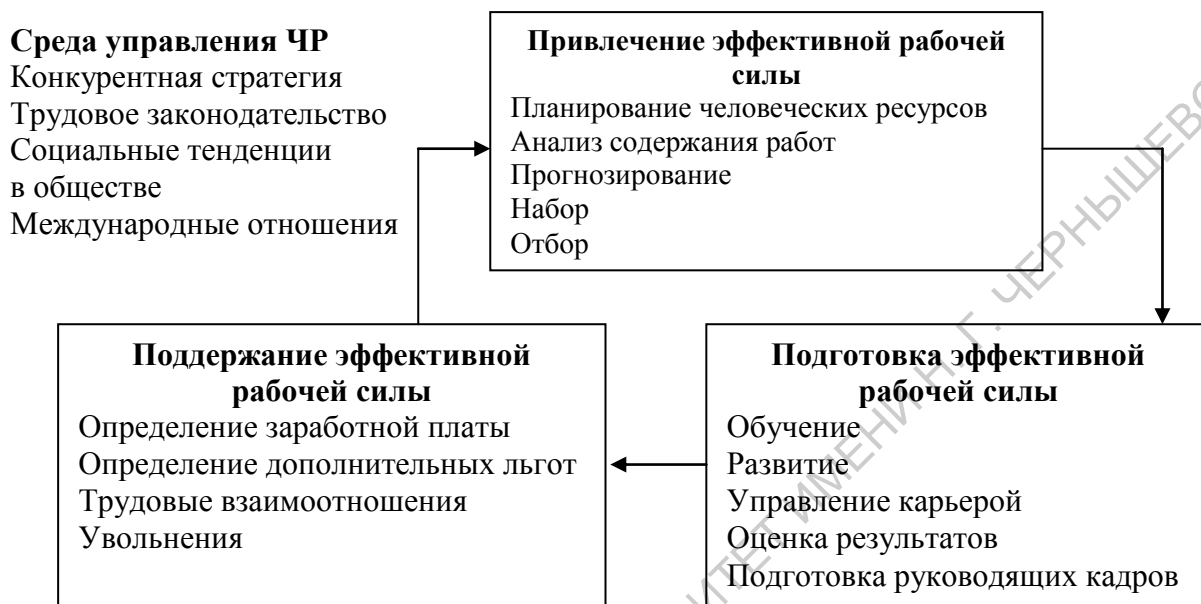 Среда управления ЧР
Конкурентная стратегия
Трудовое законодательство
Социальные тенденции
в обществе
Международные отношения
Привлечение эффективной рабочей
силы
Планирование человеческих ресурсов
Анализ содержания работ
Прогнозирование
Набор
Отбор
Поддержание эффективной
рабочей силы
Определение заработной платы
Определение дополнительных льгот
Трудовые взаимоотношения
Увольнения
Подготовка эффективной
рабочей силы
Обучение
Развитие
Управление карьерой
Оценка результатов
Подготовка руководящих кадров
ИМЕНИ Н. Г.